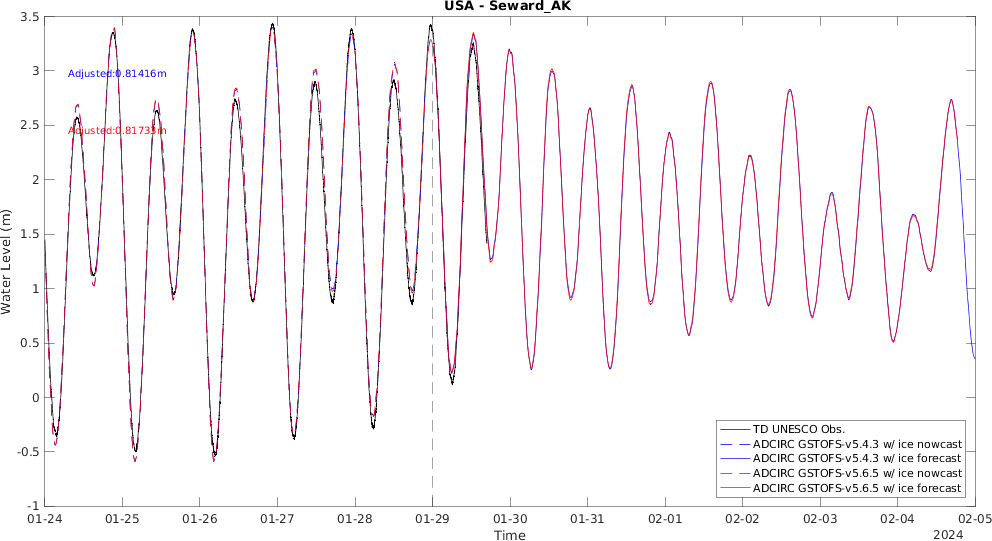 USA - Seward_AK
Water Level (m)
3.5
3
2.5
2
1.5
1
0.5
0
-0.5
-1
Adjusted:0.81416m
Adjusted:0.81733m
TD UNESCO Obs.
ADCIRC GSTOFS-v5.4.3 w/ ice nowcast
ADCIRC GSTOFS-v5.4.3 w/ ice forecast
ADCIRC GSTOFS-v5.6.5 w/ ice nowcast
ADCIRC GSTOFS-v5.6.5 w/ ice forecast
01-24 01-25 01-26 01-27 01-28 01-29 01-30 01-31 02-01 02-02 02-03 02-04 02-05
Time
2024